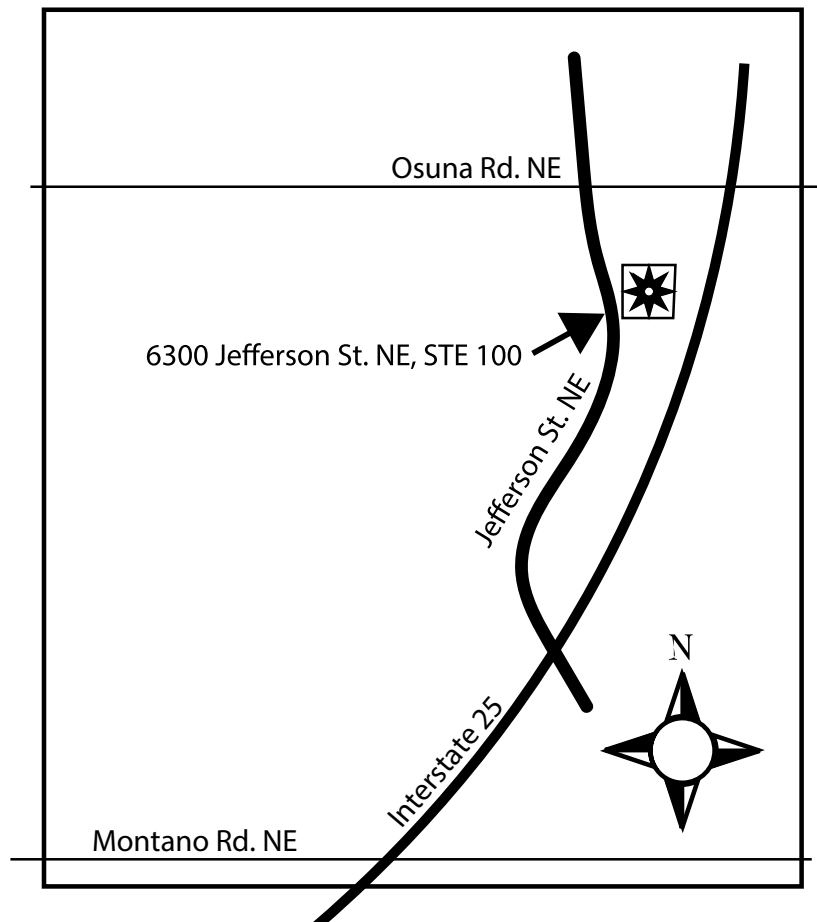 Osuna Rd. NE
6300 Jefferson St. NE, STE 100
Jefferson St. NE
N
Interstate 25
Montano Rd. NE